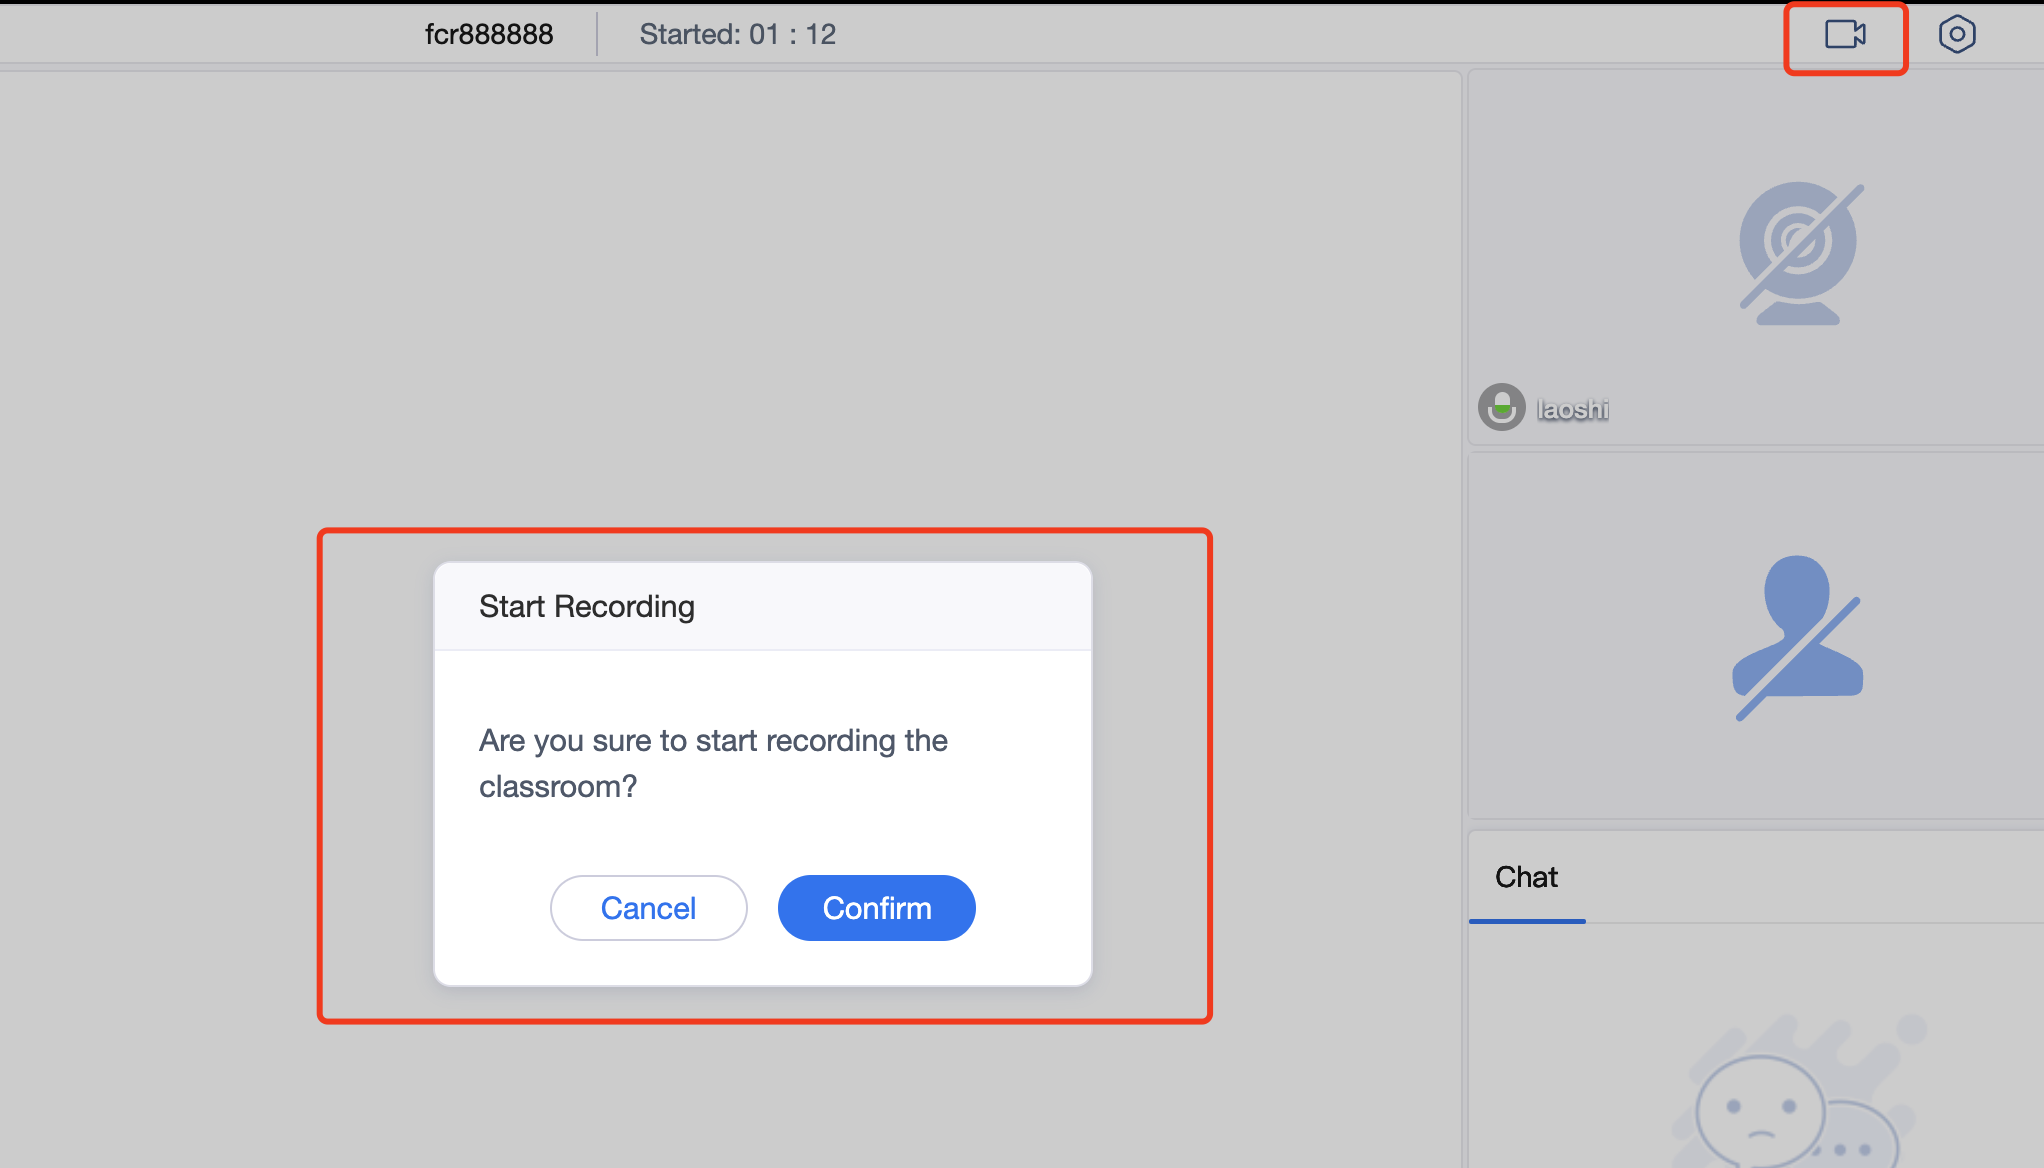 fcr888888
Started: 01 : 12
laoshi
Start Recording
Are you sure to start recording the
classroom?
Cancel
Confirm
Chat